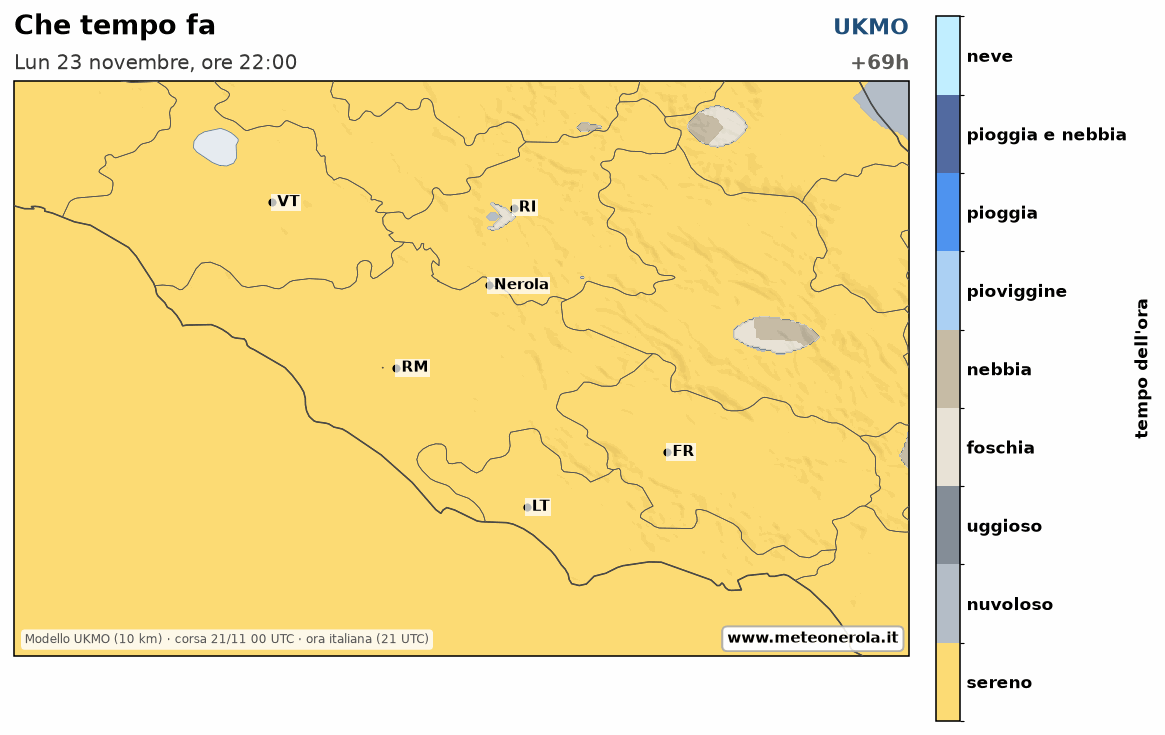 Che tempo fa
UKMO
Lun 23 novembre, ore 22:00
+69h
VT
RI
Nerola
RM
FR
LT
Modello UKMO (10 km) · corsa 21/11 00 UTC · ora italiana (21 UTC)
www.meteonerola.it
neve
pioggia e nebbia
pioggia
pioviggine
nebbia
foschia
uggioso
nuvoloso
sereno
tempo dell'ora